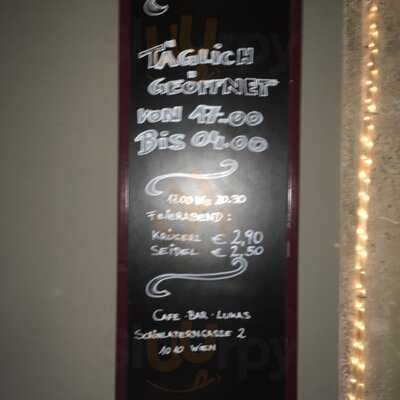 TÄGLICH
GEÖFFNET
VON 17.00
BIS 04.00
17.00 BIS 20.30
FEIERABEND:
KRÜGERL € 2,90
SEIDEL € 2,50
CAFE·BAR·LUKAS
SCHÖNLATERNGASSE 2
1010 WIEN